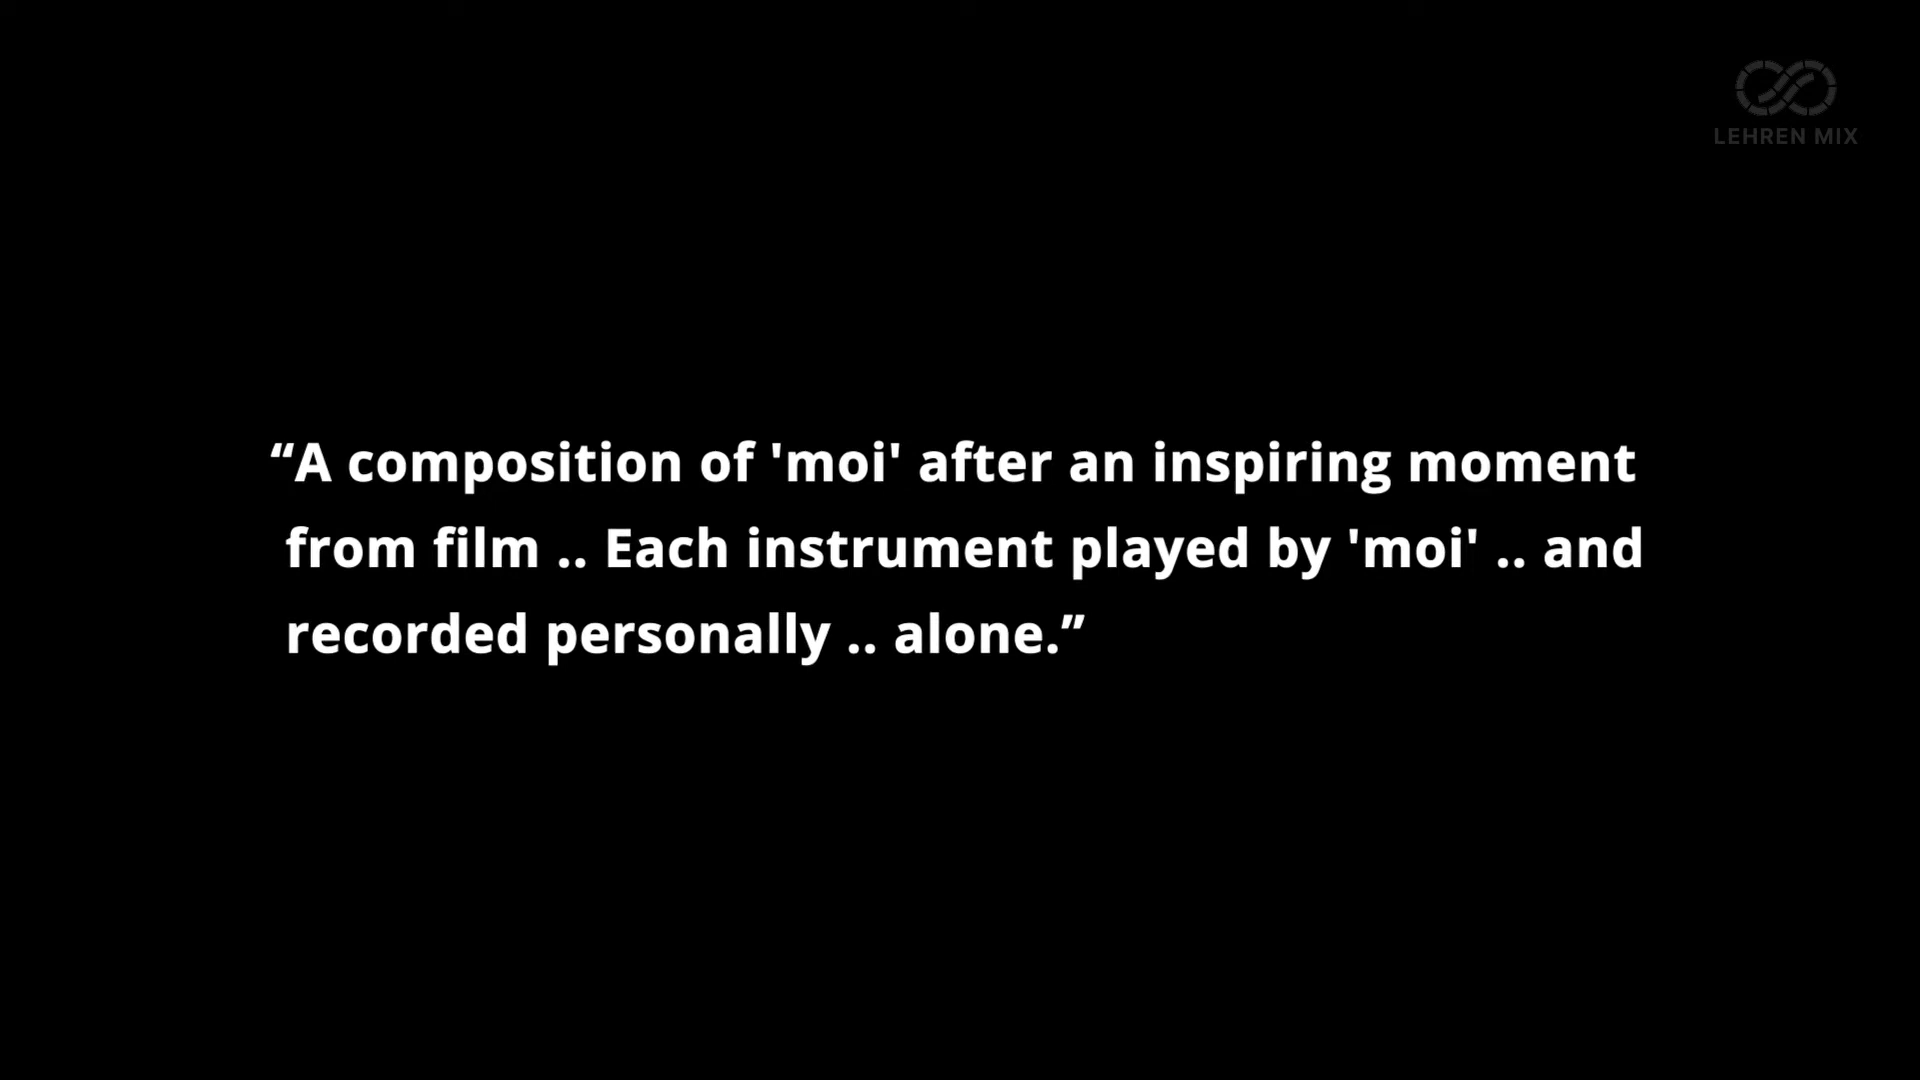 LEHREN MIX
“A composition of 'moi' after an inspiring moment
from film .. Each instrument played by 'moi' .. and
recorded personally .. alone.”